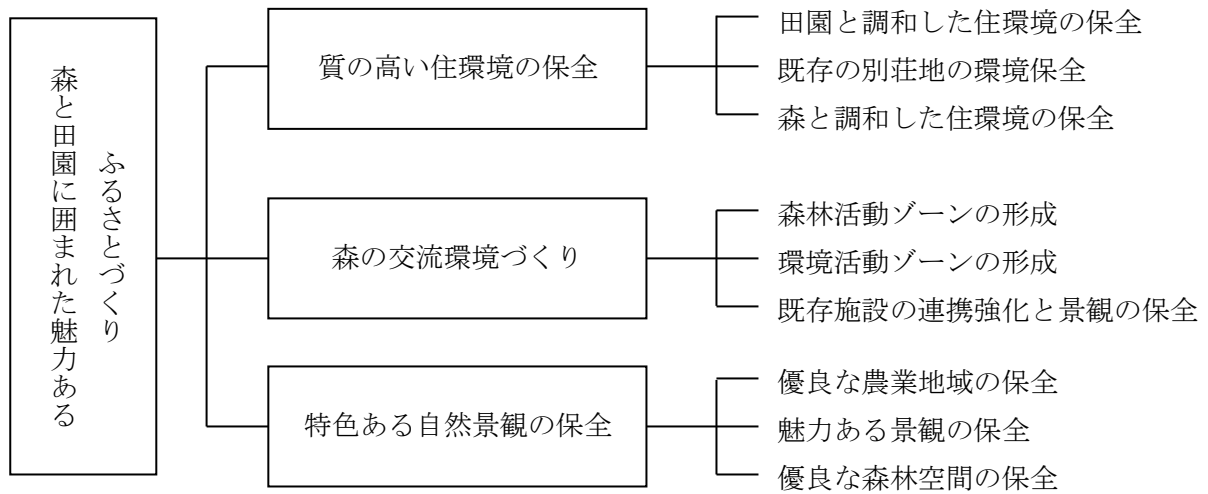 森と田園に囲まれた魅力ある
ふるさとづくり
質の高い住環境の保全
田園と調和した住環境の保全
既存の別荘地の環境保全
森と調和した住環境の保全
森の交流環境づくり
森林活動ゾーンの形成
環境活動ゾーンの形成
既存施設の連携強化と景観の保全
特色ある自然景観の保全
優良な農業地域の保全
魅力ある景観の保全
優良な森林空間の保全